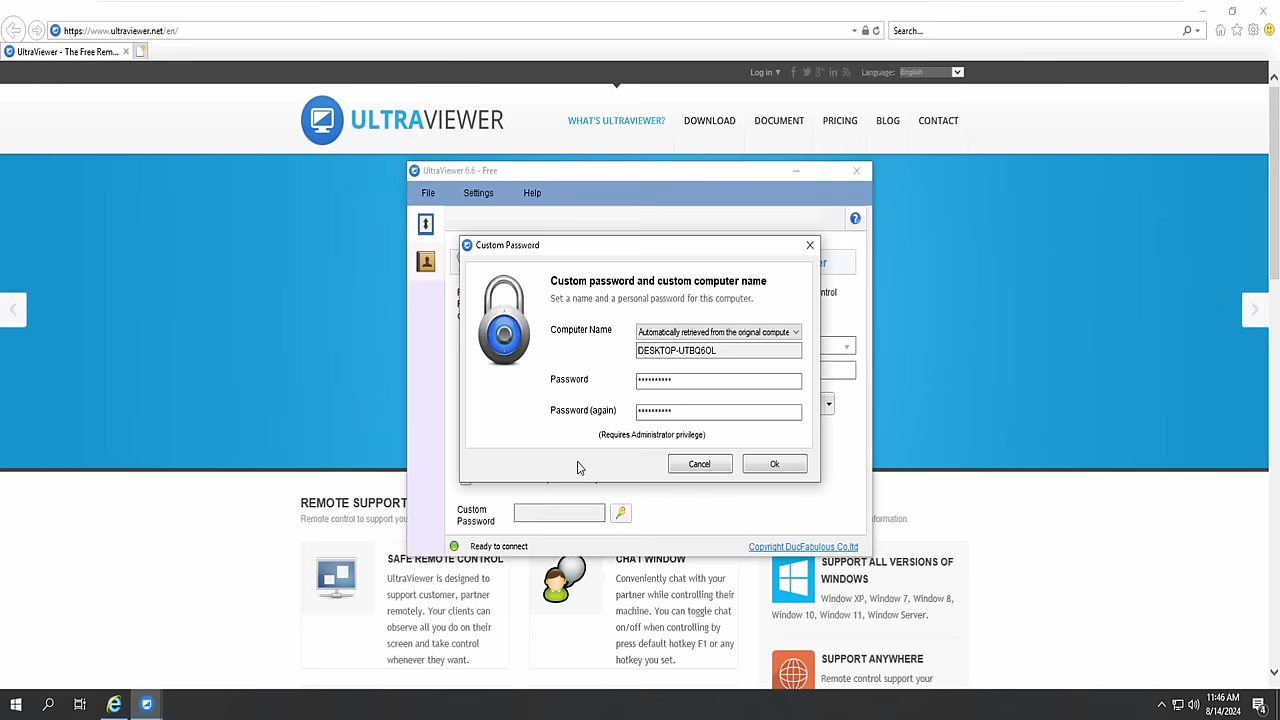 https://www.ultraviewer.net/en/
Search...
UltraViewer - The Free Rem...
Log in
Language:
English
ULTRAVIEWER
WHAT'S ULTRAVIEWER?
DOWNLOAD
DOCUMENT
PRICING
BLOG
CONTACT
UltraViewer 6.6 - Free
File
Settings
Help
Custom Password
Custom password and custom computer name
Set a name and a personal password for this computer.
Computer Name
Automatically retrieved from the original compute
DESKTOP-UTBQ6OL
Password
**********
Password (again)
**********
(Requires Administrator privilege)
Cancel
Ok
Custom
Password
Ready to connect
Copyright DucFabulous Co,ltd
REMOTE SUPPORT
Remote control to support you
SAFE REMOTE CONTROL
UltraViewer is designed to
support customer, partner
remotely. Your clients can
observe all you do on their
screen and take control
whenever they want.
CHAT WINDOW
Conveniently chat with your
partner while controlling their
machine. You can toggle chat
on/off when controlling by
press default hotkey F1 or any
hotkey you set.
SUPPORT ALL VERSIONS OF
WINDOWS
Window XP, Window 7, Window 8,
Window 10, Window 11, Window Server.
SUPPORT ANYWHERE
Remote control support your
11:46 AM
8/14/2024